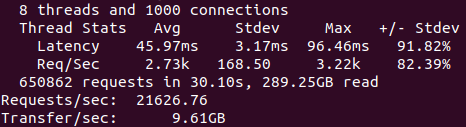 8 threads and 1000 connections
Thread Stats Avg Stdev Max +/- Stdev
Latency 45.97ms 3.17ms 96.46ms 91.82%
Req/Sec 2.73k 168.50 3.22k 82.39%
650862 requests in 30.10s, 289.25GB read
Requests/sec: 21626.76
Transfer/sec: 9.61GB